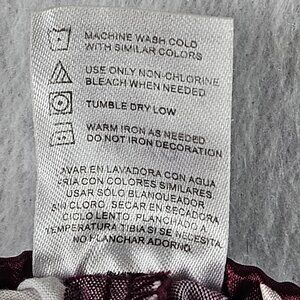 MACHINE WASH COLD
WITH SIMILAR COLORS
USE ONLY NON-CHLORINE
BLEACH WHEN NEEDED
TUMBLE DRY LOW
WARM IRON AS NEEDED
DO NOT IRON DECORATION
LAVAR EN LAVADORA CON AGUA
FRIA CON COLORES SIMILARES
USAR SÓLO BLANQUEADOR
SIN CLORO, SECAR EN SECADORA
CICLO LENTO, PLANCHADO A
TEMPERATURA TIBIA SI SE NECESITA
NO PLANCHAR ADORNO